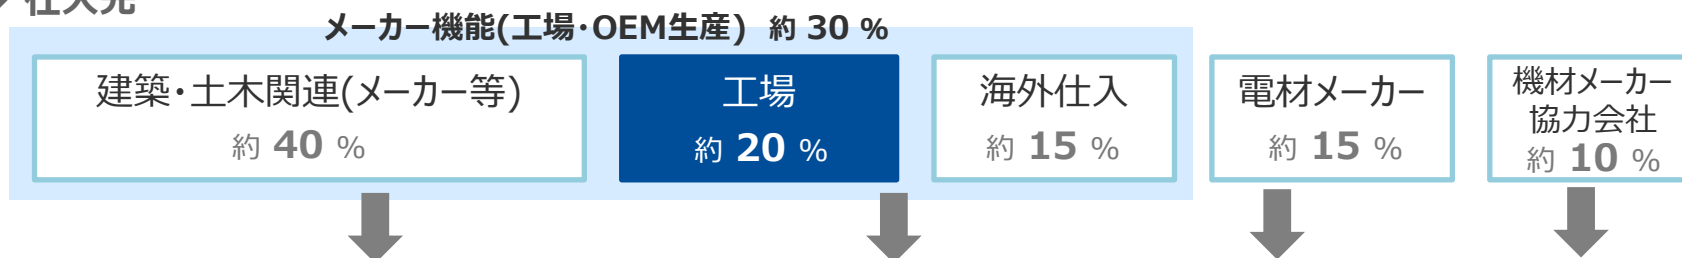 仕入先
メーカー機能(工場・OEM生産) 約 30 %
建築・土木関連(メーカー等)
約 40 %
工場
約 20 %
海外仕入
約 15 %
電材メーカー
約 15 %
機材メーカー
協力会社
約 10 %